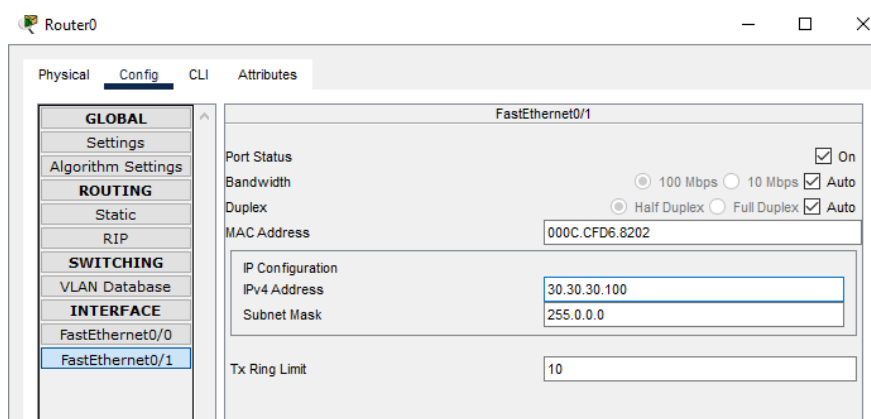 Router0
Physical Config CLI Attributes
GLOBAL
Settings
Algorithm Settings
ROUTING
Static
RIP
SWITCHING
VLAN Database
INTERFACE
FastEthernet0/0
FastEthernet0/1
FastEthernet0/1
Port Status On
Bandwidth 100 Mbps 10 Mbps Auto
Duplex Half Duplex Full Duplex Auto
MAC Address 000C.CFD6.8202
IP Configuration
IPv4 Address 30.30.30.100
Subnet Mask 255.0.0.0
Tx Ring Limit 10